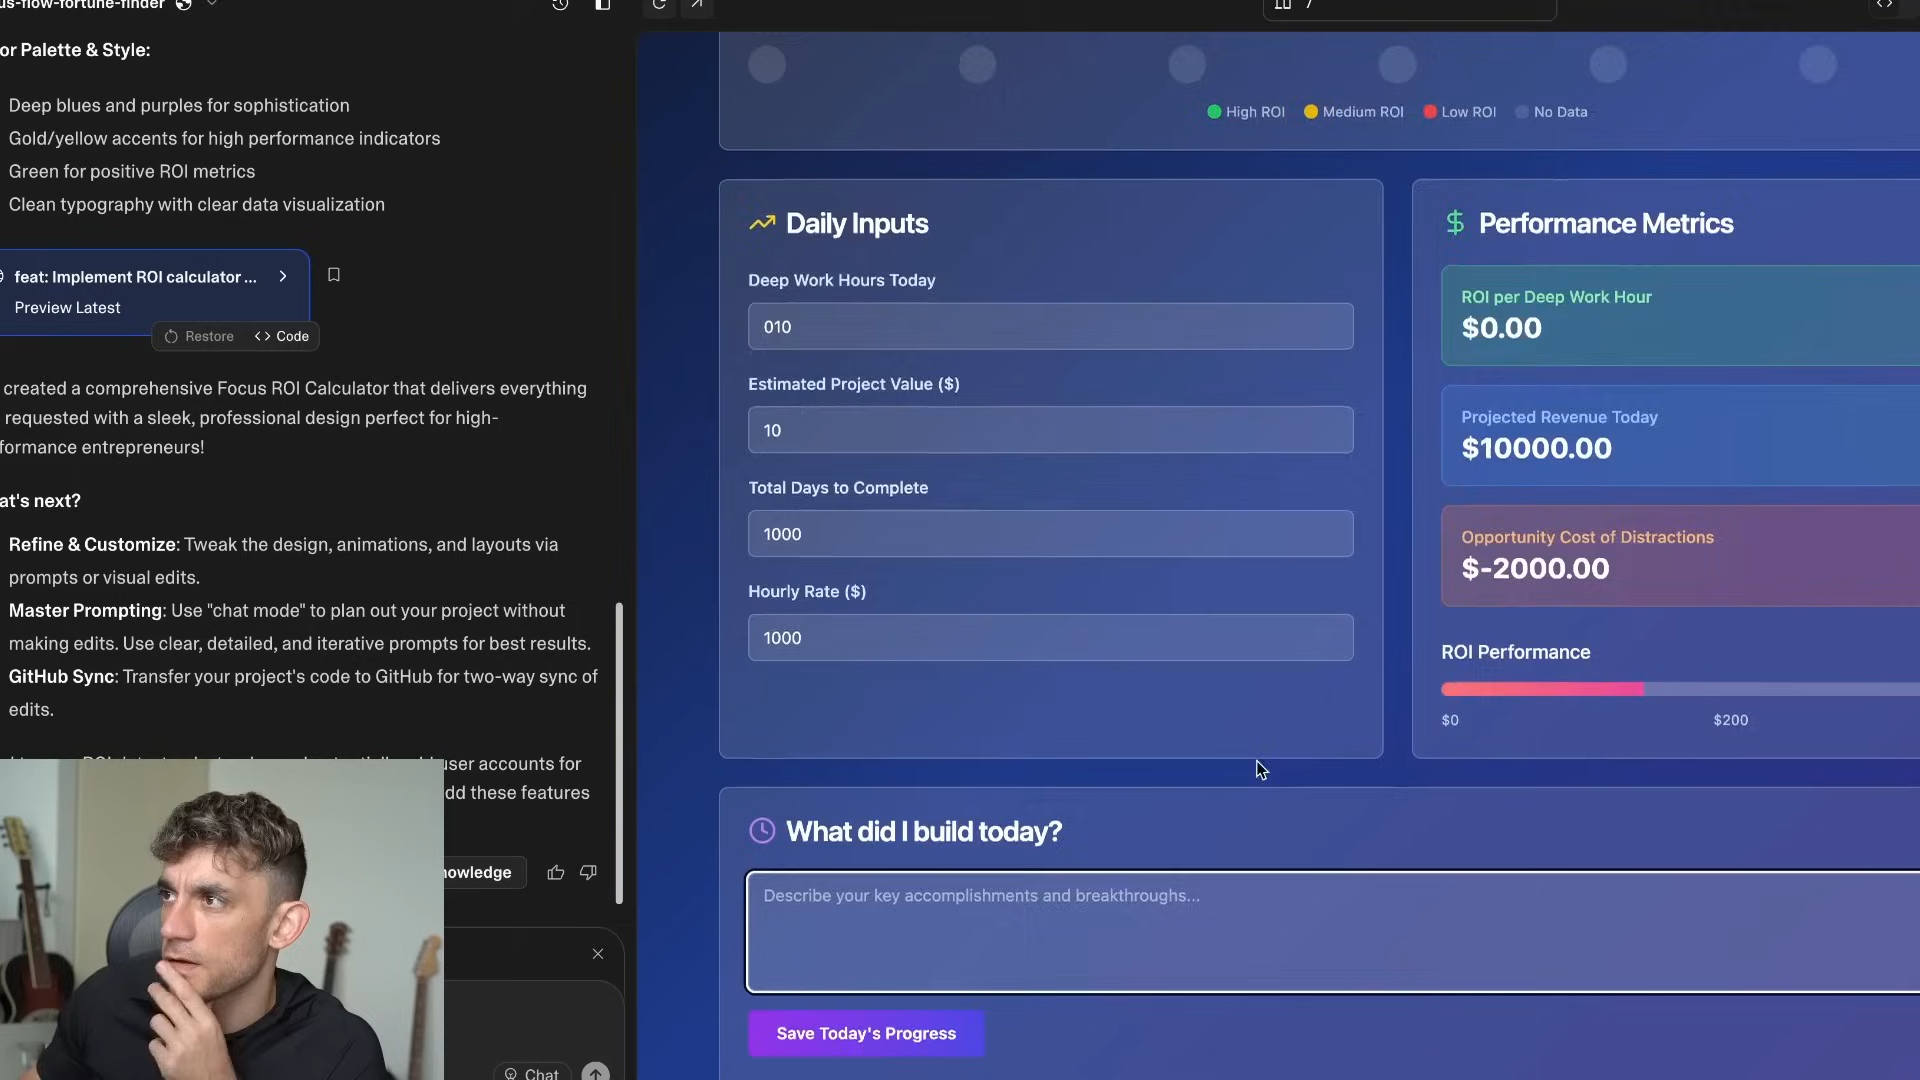 us-flow-fortune-finder
or Palette & Style:
Deep blues and purples for sophistication
Gold/yellow accents for high performance indicators
Green for positive ROI metrics
Clean typography with clear data visualization
feat: Implement ROI calculator ...
Preview Latest
Restore
Code
created a comprehensive Focus ROI Calculator that delivers everything
requested with a sleek, professional design perfect for high-
formance entrepreneurs!
at's next?
Refine & Customize: Tweak the design, animations, and layouts via
prompts or visual edits.
Master Prompting: Use "chat mode" to plan out your project without
making edits. Use clear, detailed, and iterative prompts for best results.
GitHub Sync: Transfer your project's code to GitHub for two-way sync of
edits.
user accounts for
dd these features
nowledge
Chat
High ROI
Medium ROI
Low ROI
No Data
Daily Inputs
Deep Work Hours Today
010
Estimated Project Value ($)
10
Total Days to Complete
1000
Hourly Rate ($)
1000
Performance Metrics
ROI per Deep Work Hour
$0.00
Projected Revenue Today
$10000.00
Opportunity Cost of Distractions
$-2000.00
ROI Performance
$0
$200
What did I build today?
Describe your key accomplishments and breakthroughs...
Save Today's Progress